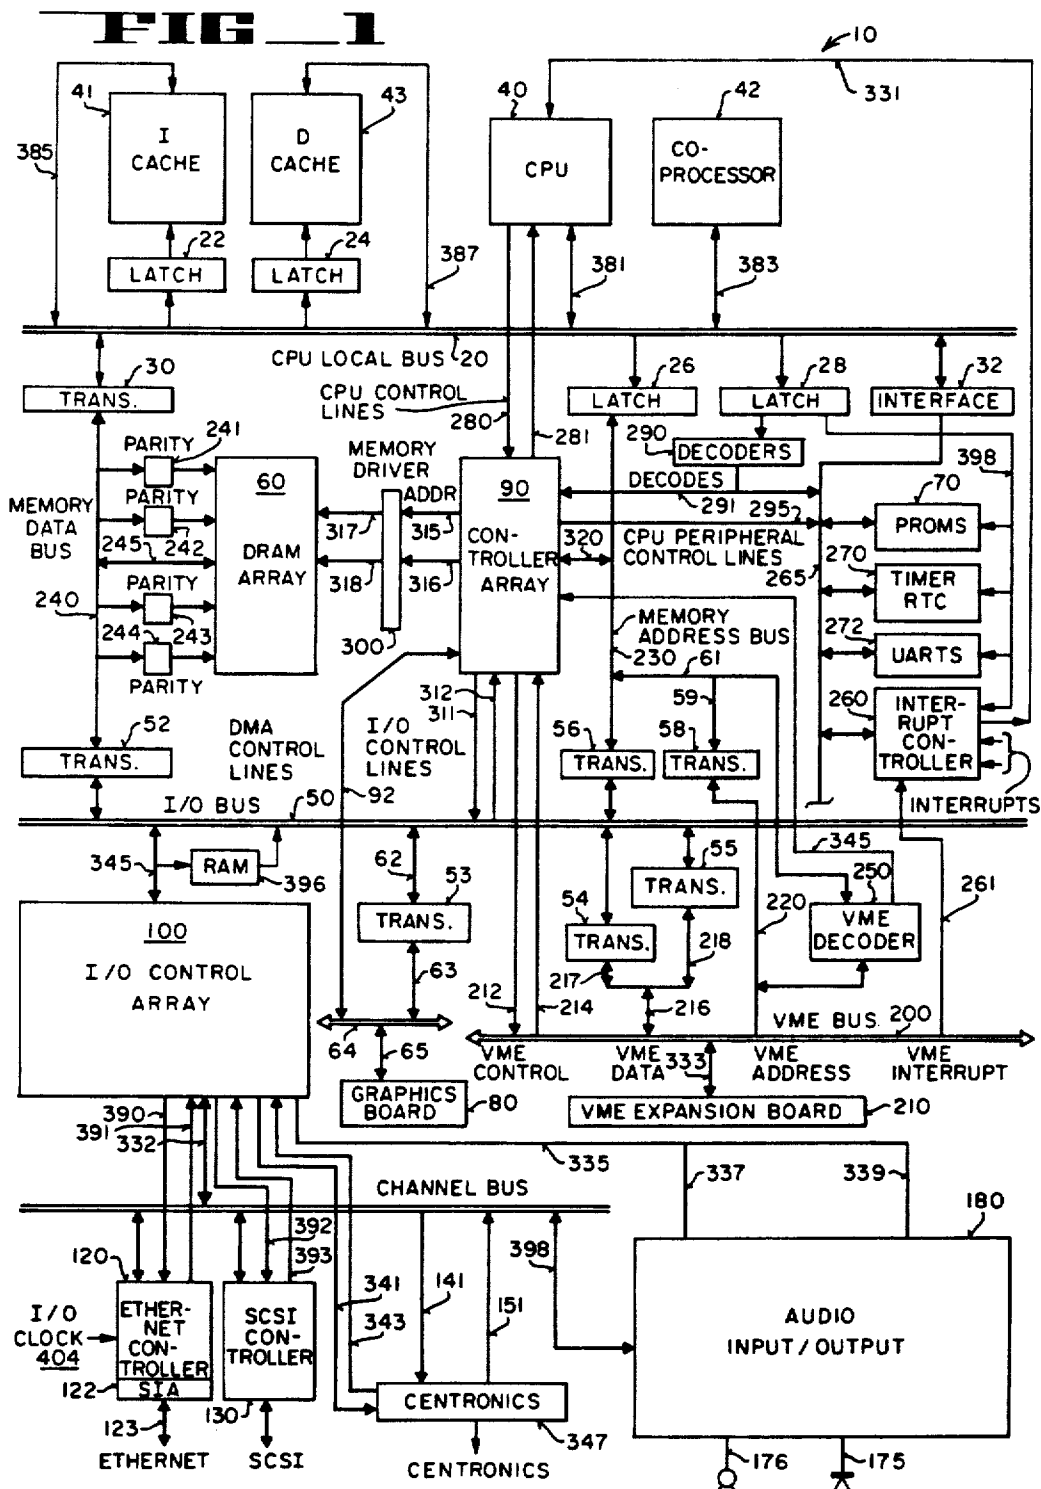 FIG_1
10
331
41
I
CACHE
385
43
D
CACHE
40
CPU
42
CO-
PROCESSOR
22
LATCH
24
LATCH
387
381
383
CPU LOCAL BUS 20
30
TRANS.
CPU CONTROL
LINES
280
281
26
LATCH
28
LATCH
32
INTERFACE
290
DECODERS
DECODES
291
398
PARITY
241
PARITY
242
MEMORY
DATA
BUS
245
240
PARITY
243
244
PARITY
60
DRAM
ARRAY
MEMORY
DRIVER
ADDR
317
315
318
316
300
90
CON-
TROLLER
ARRAY
295
CPU PERIPHERAL
CONTROL LINES
320
265
70
PROMS
270
TIMER
RTC
272
UARTS
260
INTER-
RUPT
CON-
TROLLER
INTERRUPTS
MEMORY
ADDRESS BUS
230
61
59
312
311
52
TRANS.
DMA
CONTROL
LINES
I/O
CONTROL
LINES
92
56
TRANS.
58
TRANS.
I/O BUS
50
345
RAM
396
62
53
TRANS.
63
55
TRANS.
54
TRANS.
217
218
216
220
345
250
VME
DECODER
261
100
I/O CONTROL
ARRAY
212
214
64
65
GRAPHICS
BOARD
80
VME BUS
200
VME
CONTROL
VME
DATA
333
VME
ADDRESS
VME
INTERRUPT
VME EXPANSION BOARD
210
390
391
332
335
337
339
CHANNEL BUS
392
393
398
180
AUDIO
INPUT/OUTPUT
120
I/O
CLOCK
404
ETHER-
NET
CON-
TROLLER
122
SIA
123
ETHERNET
SCSI
CON-
TROLLER
130
SCSI
341
343
141
151
CENTRONICS
347
CENTRONICS
176
175